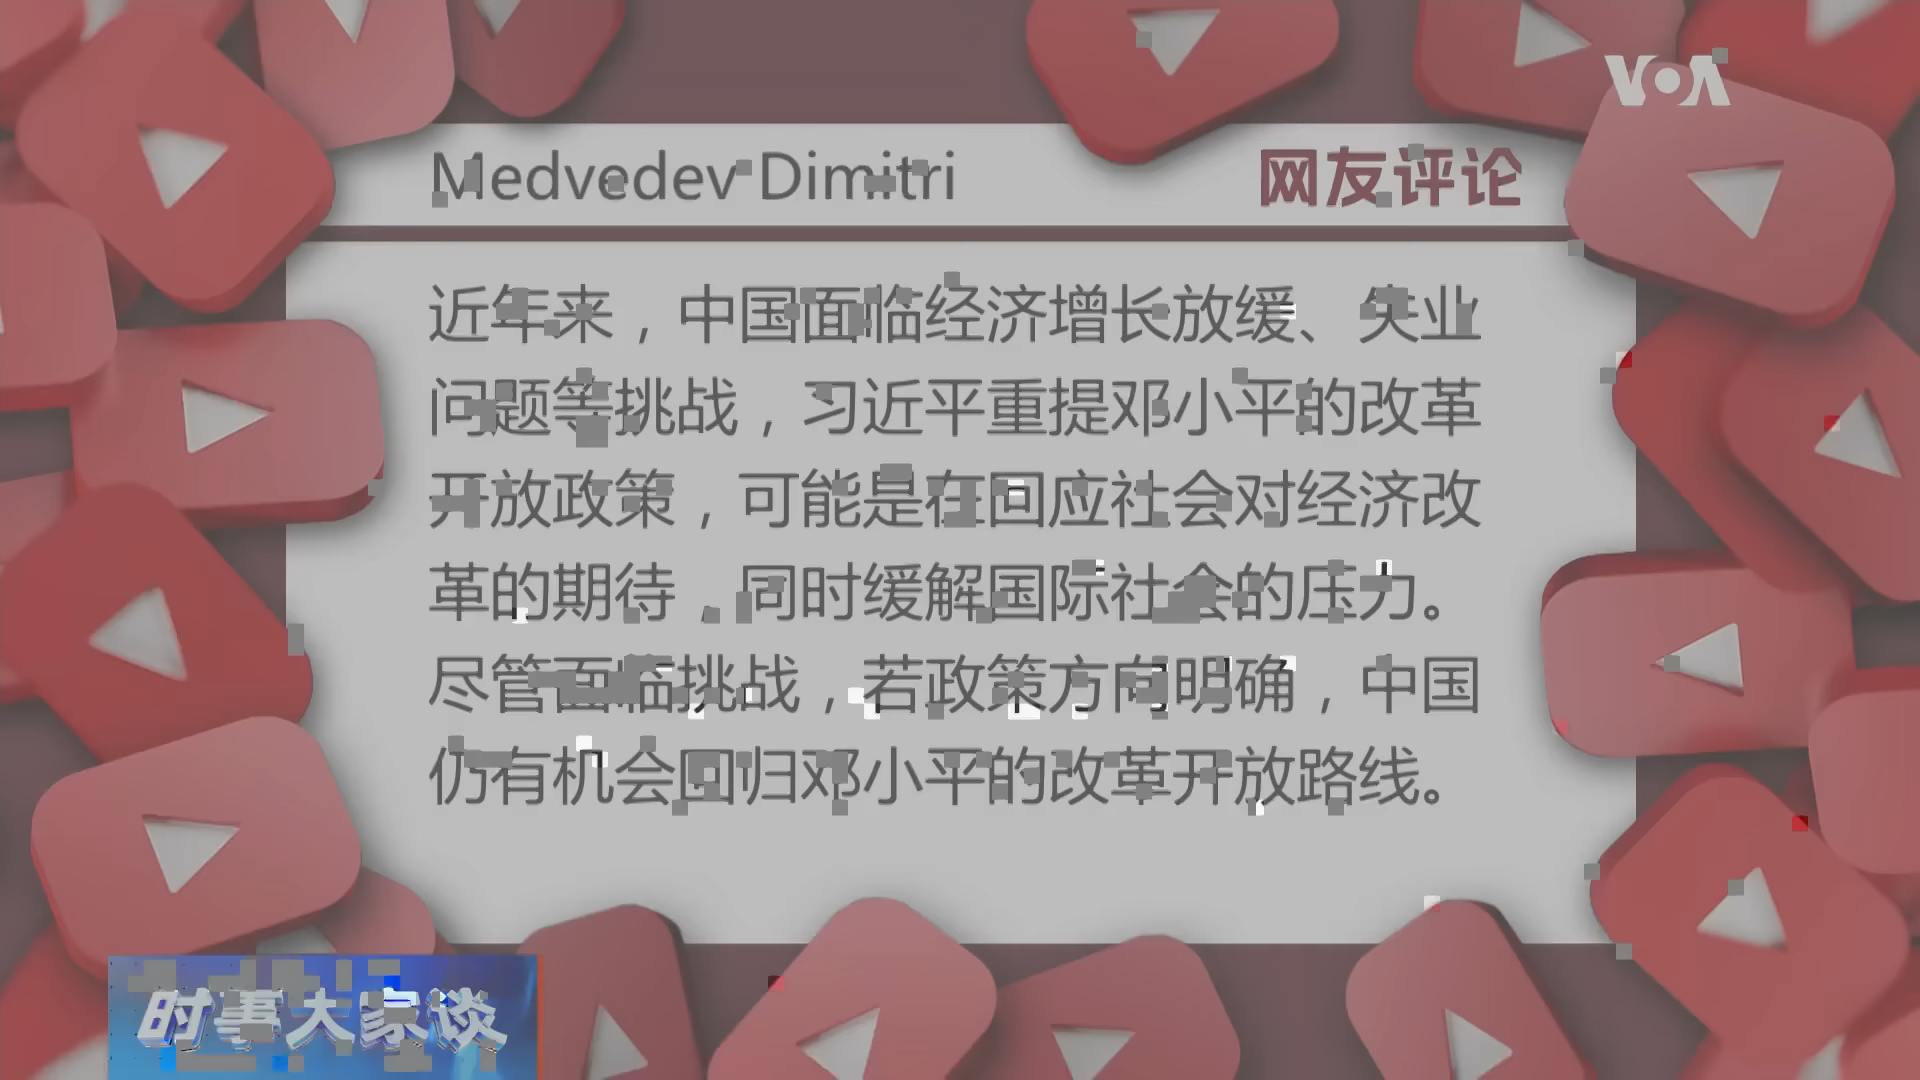 VOA
Medvedev Dimitri
网友评论
近年来，中国面临经济增长放缓、失业
问题等挑战，习近平重提邓小平的改革
开放政策，可能是在回应社会对经济改
革的期待，同时缓解国际社会的压力。
尽管面临挑战，若政策方向明确，中国
仍有机会回归邓小平的改革开放路线。
时事大家谈